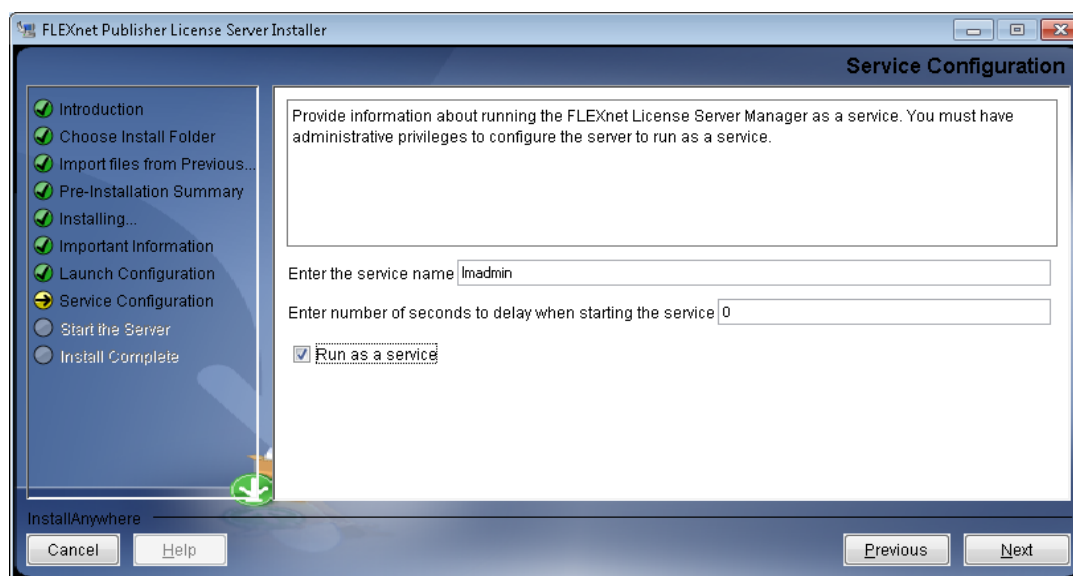 FLEXnet Publisher License Server Installer
Service Configuration
Introduction
Choose Install Folder
Import files from Previous...
Pre-Installation Summary
Installing...
Important Information
Launch Configuration
Service Configuration
Start the Server
Install Complete
Provide information about running the FLEXnet License Server Manager as a service. You must have
administrative privileges to configure the server to run as a service.
Enter the service name lmadmin
Enter number of seconds to delay when starting the service 0
Run as a service
InstallAnywhere
Cancel Help Previous Next